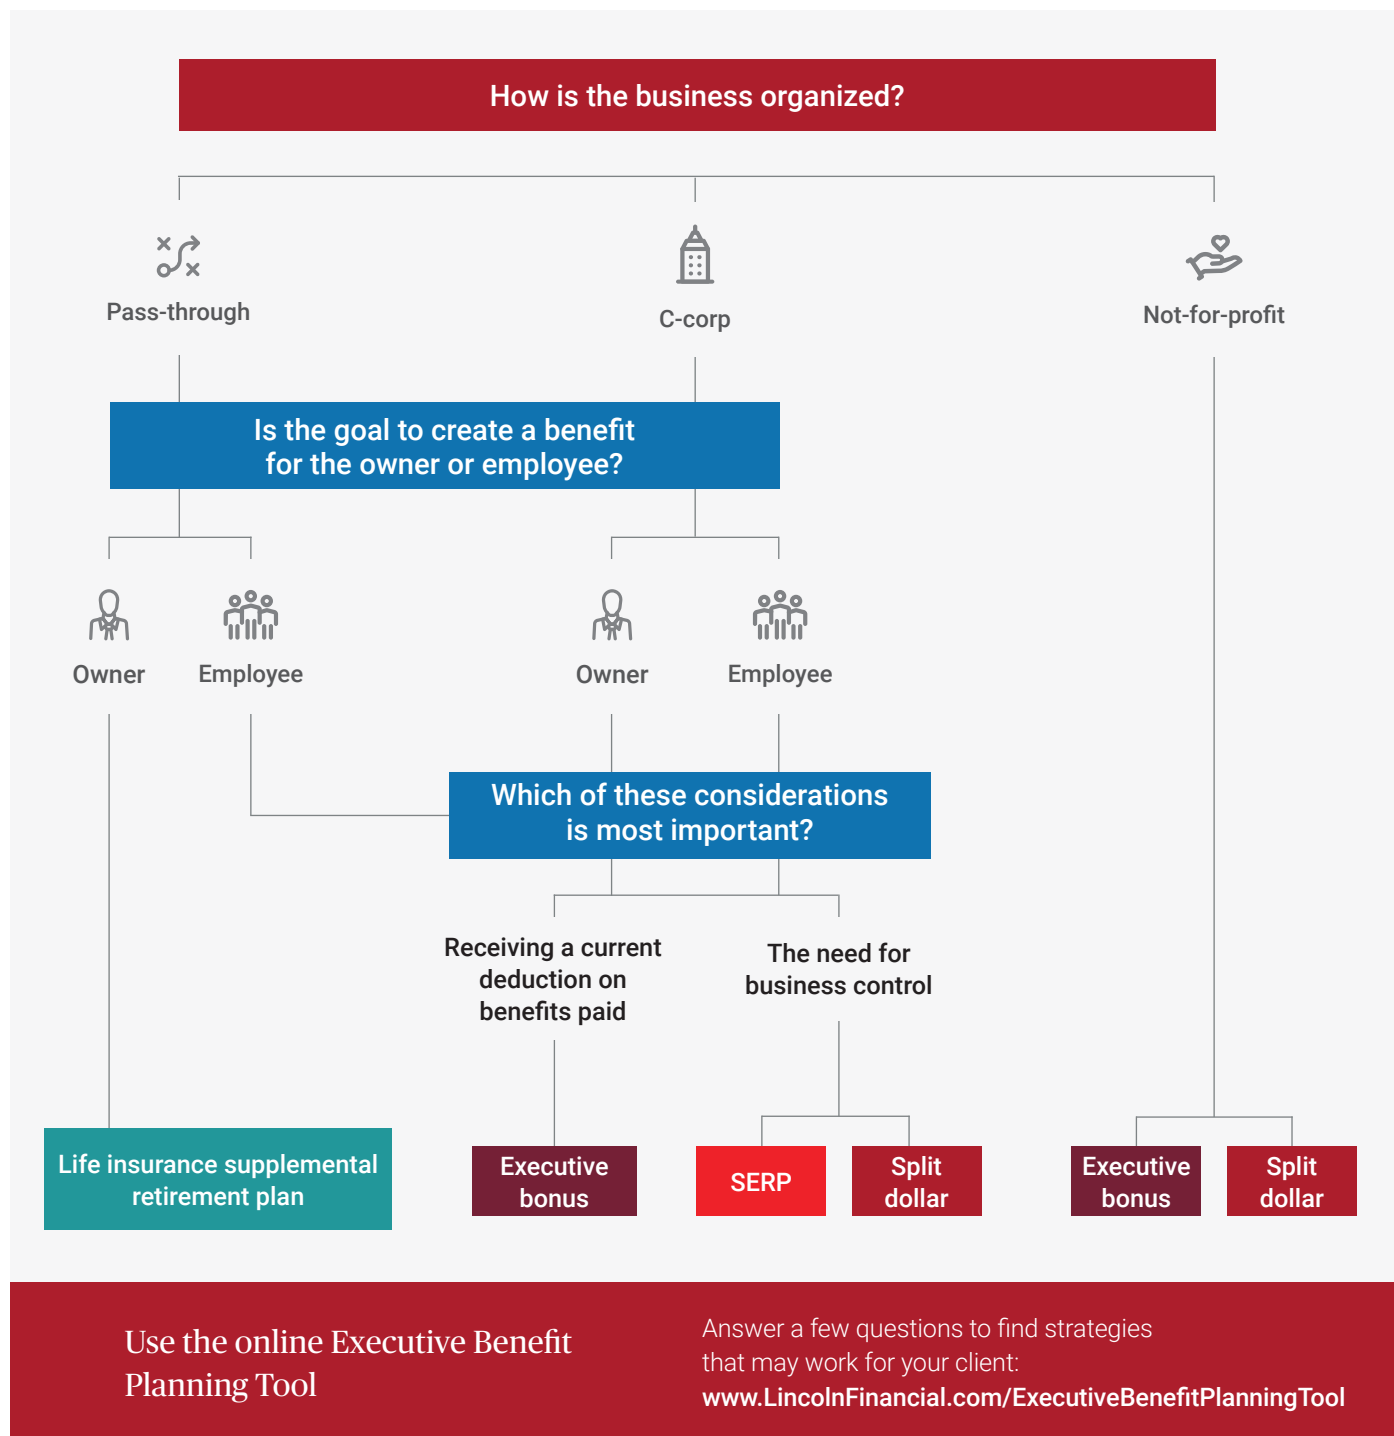 How is the business organized?
Pass-through
C-corp
Not-for-profit
Is the goal to create a benefit
for the owner or employee?
Owner
Employee
Owner
Employee
Which of these considerations
is most important?
Receiving a current
deduction on
benefits paid
The need for
business control
Life insurance supplemental
retirement plan
Executive
bonus
SERP
Split
dollar
Executive
bonus
Split
dollar
Use the online Executive Benefit
Planning Tool
Answer a few questions to find strategies
that may work for your client:
www.LincolnFinancial.com/ExecutiveBenefitPlanningTool